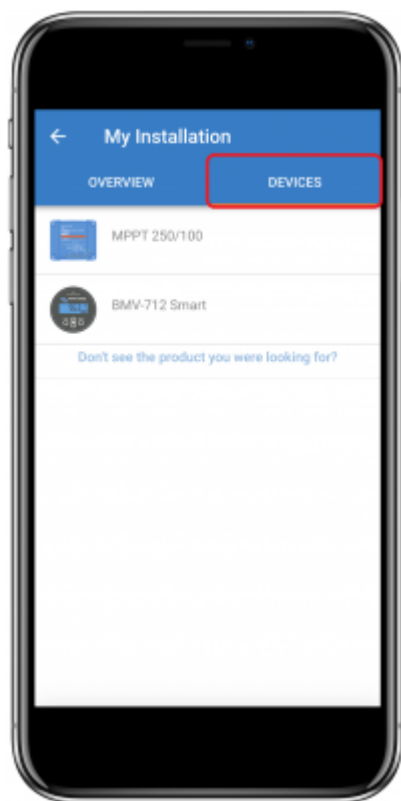 My Installation
OVERVIEW
DEVICES
MPPT 250/100
BMV-712 Smart
Don't see the product you were looking for?